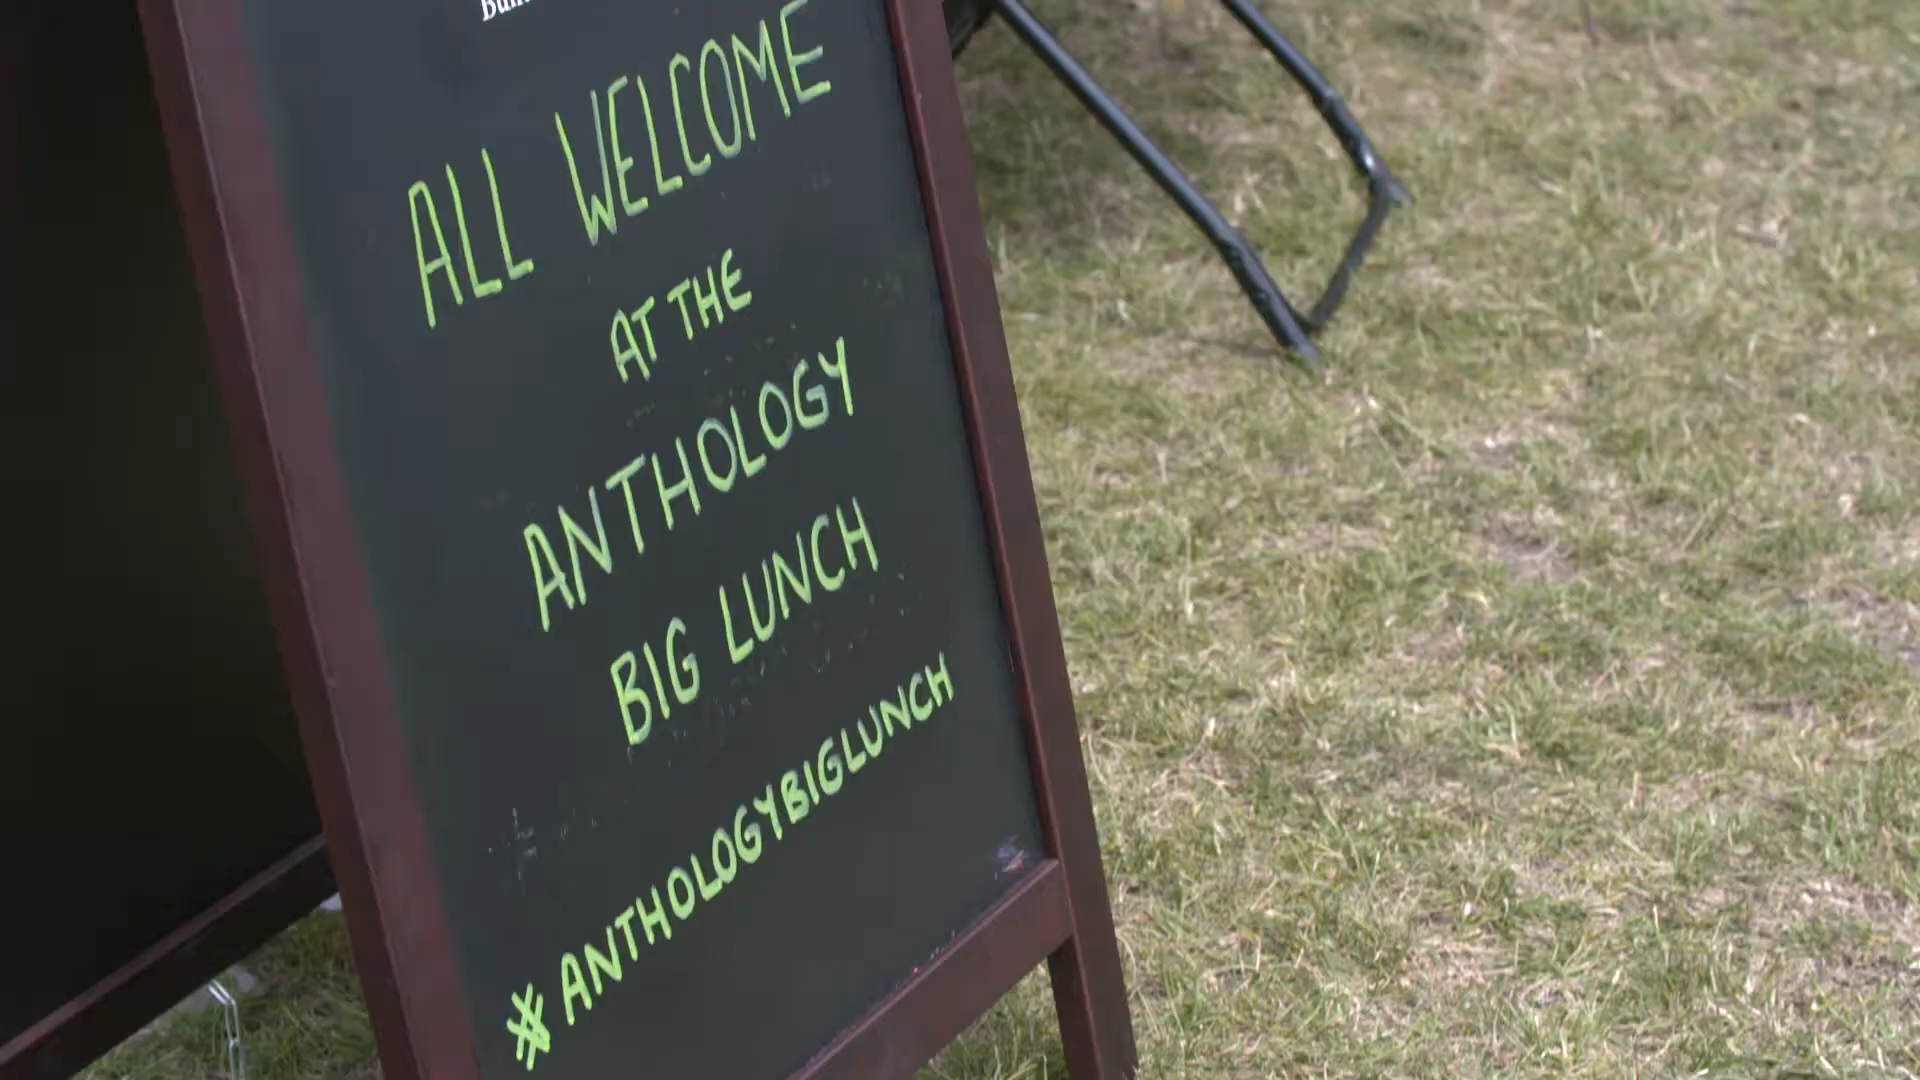 ALL WELCOME
AT THE
ANTHOLOGY
BIG LUNCH
#ANTHOLOGYBIGLUNCH